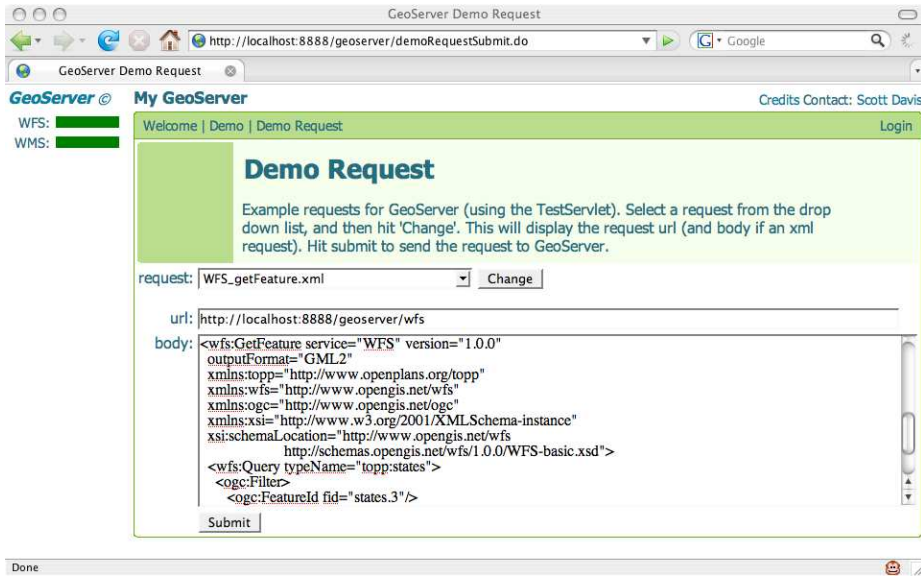 GeoServer Demo Request
http://localhost:8888/geoserver/demoRequestSubmit.do
G Google
GeoServer Demo Request
GeoServer ©
My GeoServer
Credits Contact: Scott Davis
WFS:
WMS:
Welcome | Demo | Demo Request
Login
Demo Request
Example requests for GeoServer (using the TestServlet). Select a request from the drop
down list, and then hit 'Change'. This will display the request url (and body if an xml
request). Hit submit to send the request to GeoServer.
request: WFS_getFeature.xml Change
url: http://localhost:8888/geoserver/wfs
body: <wfs:GetFeature service="WFS" version="1.0.0"
outputFormat="GML2"
xmlns:topp="http://www.openplans.org/topp"
xmlns:wfs="http://www.opengis.net/wfs"
xmlns:ogc="http://www.opengis.net/ogc"
xmlns:xsi="http://www.w3.org/2001/XMLSchema-instance"
xsi:schemaLocation="http://www.opengis.net/wfs
http://schemas.opengis.net/wfs/1.0.0/WFS-basic.xsd">
<wfs:Query typeName="topp:states">
<ogc:Filter>
<ogc:FeatureId fid="states.3"/>
Submit
Done